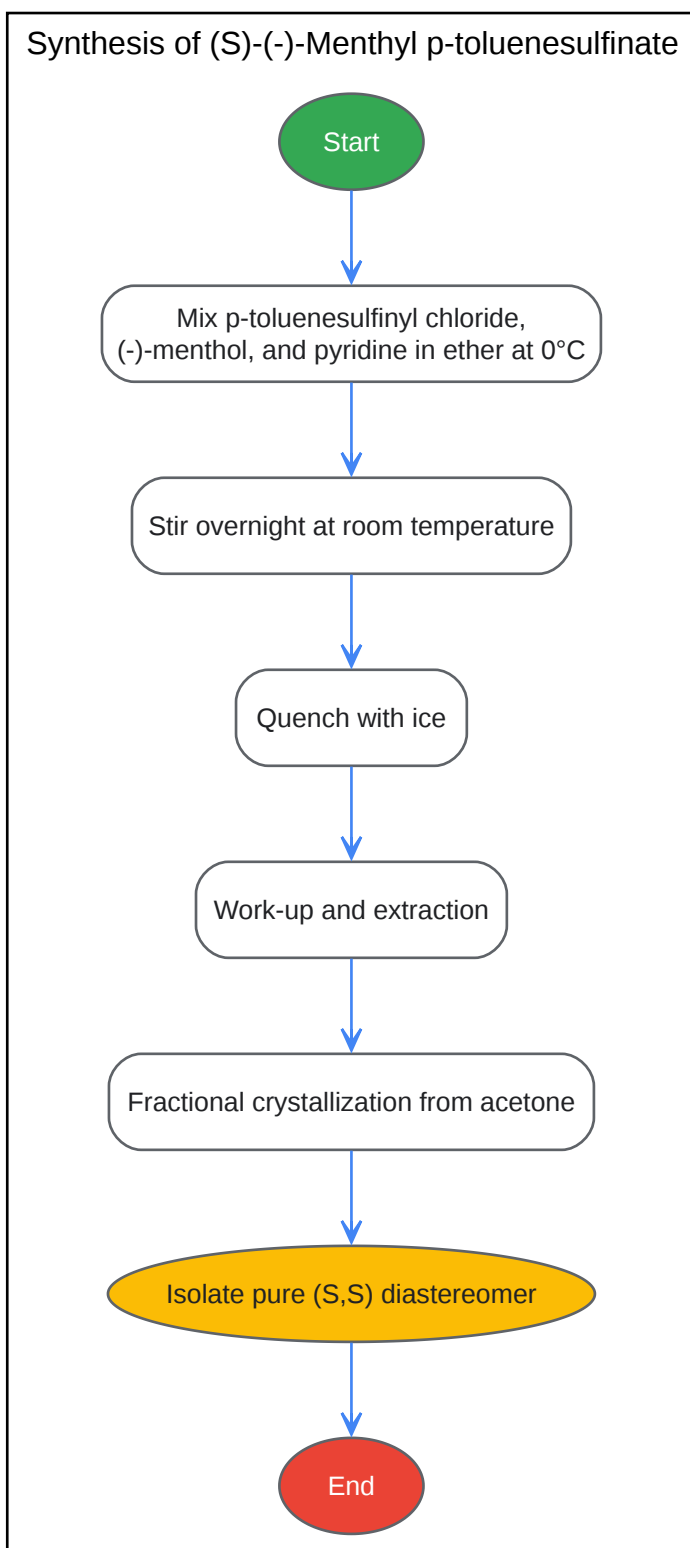 Synthesis of (S)-(-)-Menthyl p-toluenesulfinate
Start
Mix p-toluenesulfinyl chloride,
(-)-menthol, and pyridine in ether at 0°C
Stir overnight at room temperature
Quench with ice
Work-up and extraction
Fractional crystallization from acetone
Isolate pure (S,S) diastereomer
End